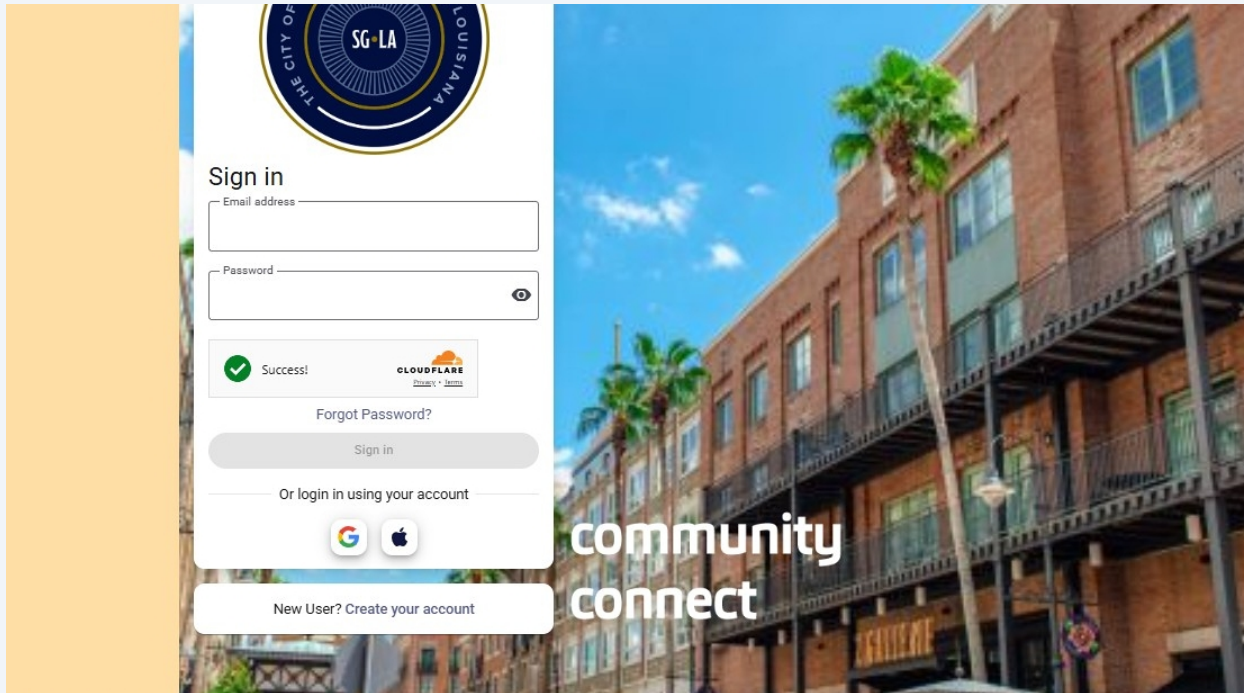 THE CITY OF
LOUISIANA
SG•LA
Sign in
Email address
Password
Success!
CLOUDFLARE
Privacy • Terms
Forgot Password?
Sign in
Or login in using your account
New User? Create your account
community
connect